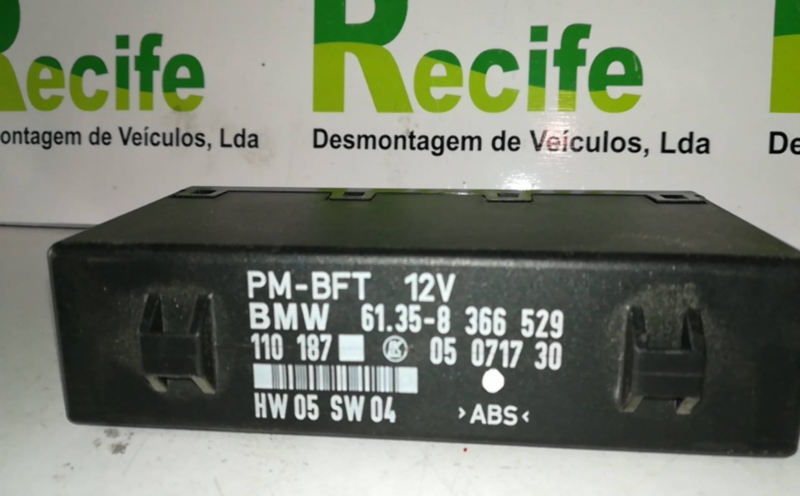 Recife Recife
ontagem de Veículos, Lda Desmontagem de Veículos, Lda De
PM-BFT 12V
BMW 61.35-8 366 529
110 187 05 0717 30
HW 05 SW 04 >ABS<